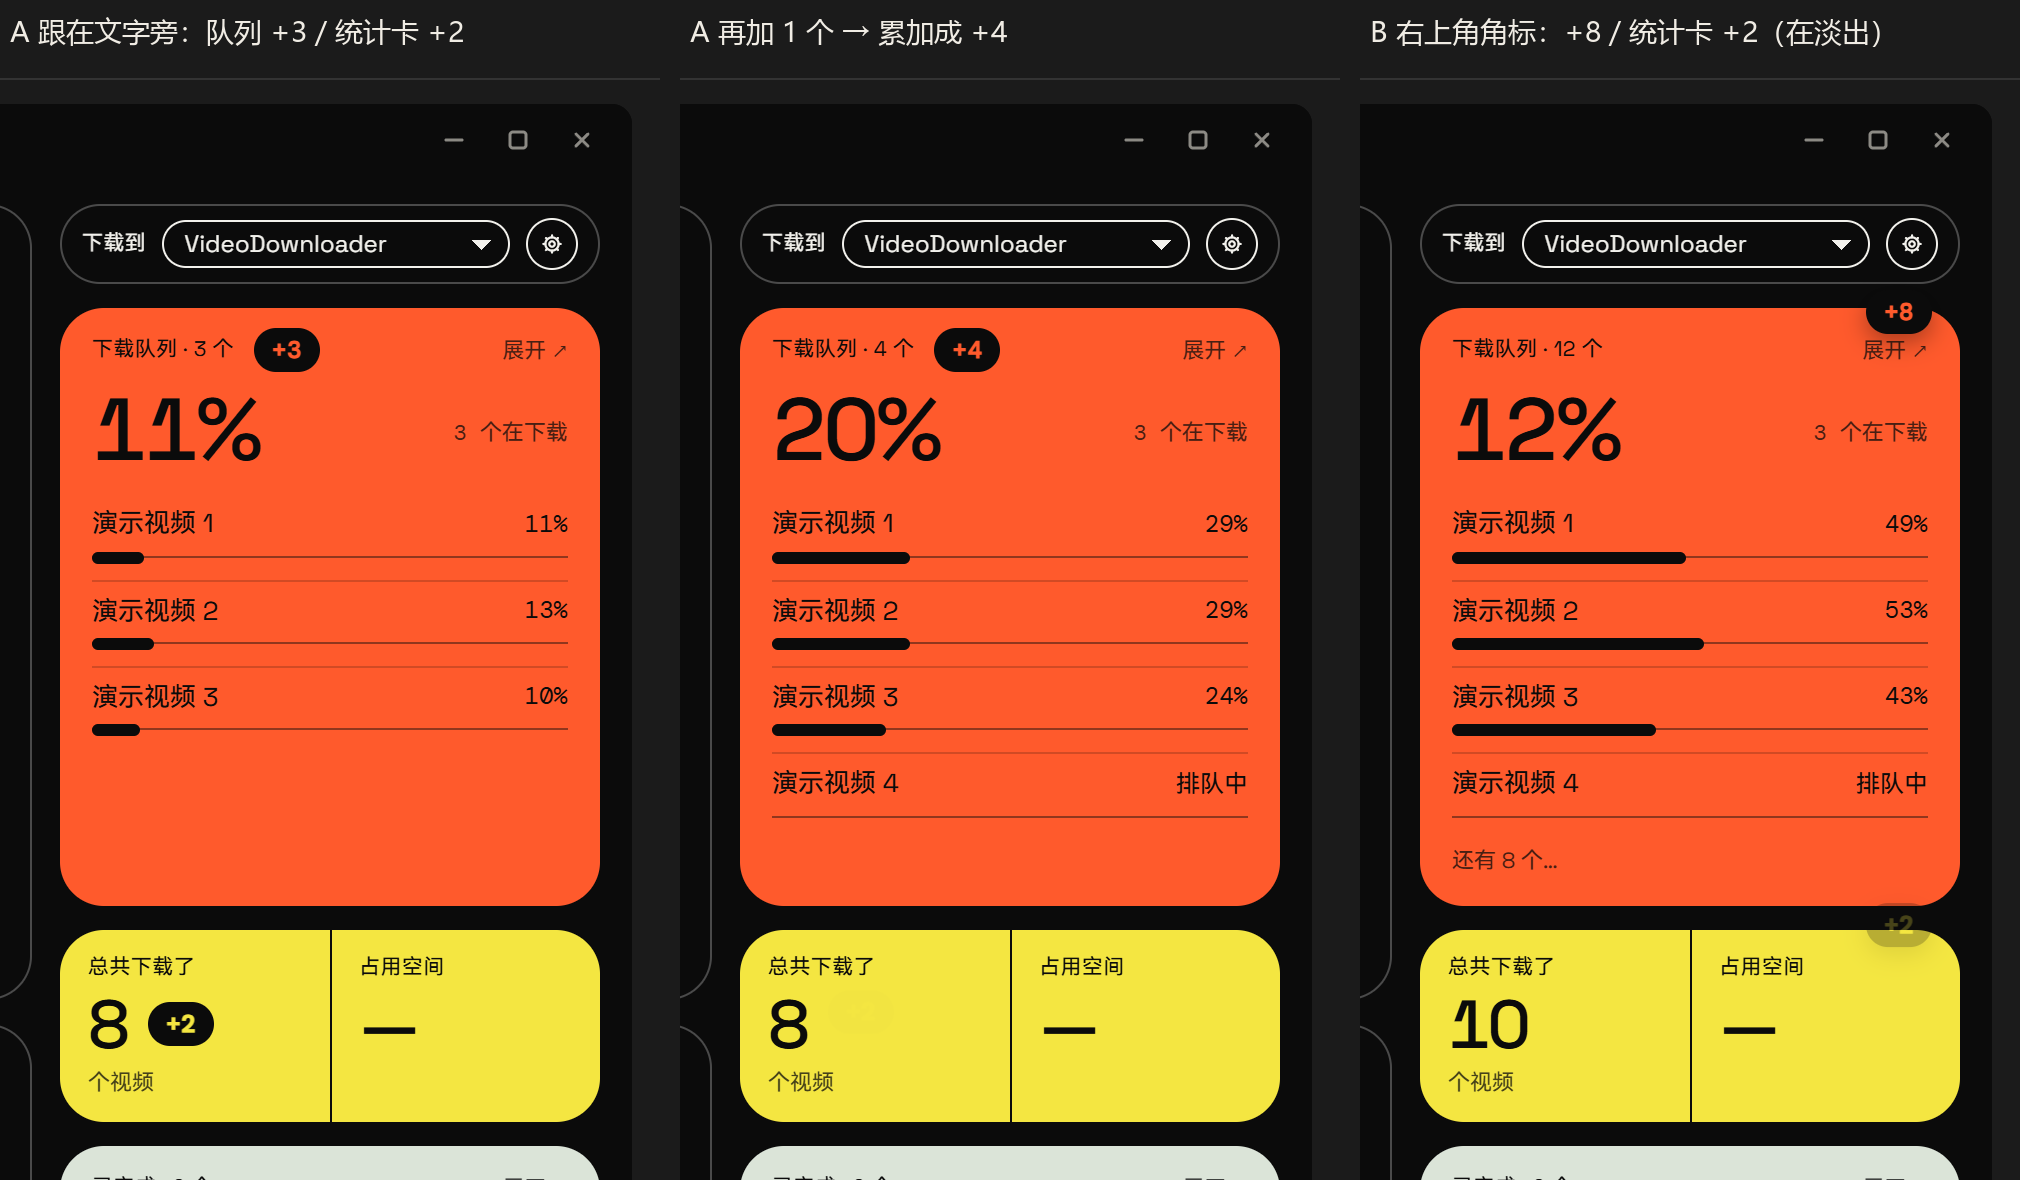 A 跟在文字旁：队列 +3 / 统计卡 +2
下载到
VideoDownloader
下载队列 · 3 个
+3
展开 ↗
11%
3 个在下载
演示视频 1
11%
演示视频 2
13%
演示视频 3
10%
总共下载了
8
+2
个视频
占用空间
—
A 再加 1 个 → 累加成 +4
下载到
VideoDownloader
下载队列 · 4 个
+4
展开 ↗
20%
3 个在下载
演示视频 1
29%
演示视频 2
29%
演示视频 3
24%
演示视频 4
排队中
总共下载了
8
个视频
占用空间
—
B 右上角角标：+8 / 统计卡 +2（在淡出）
下载到
VideoDownloader
+8
下载队列 · 12 个
展开 ↗
12%
3 个在下载
演示视频 1
49%
演示视频 2
53%
演示视频 3
43%
演示视频 4
排队中
还有 8 个...
+2
总共下载了
10
个视频
占用空间
—